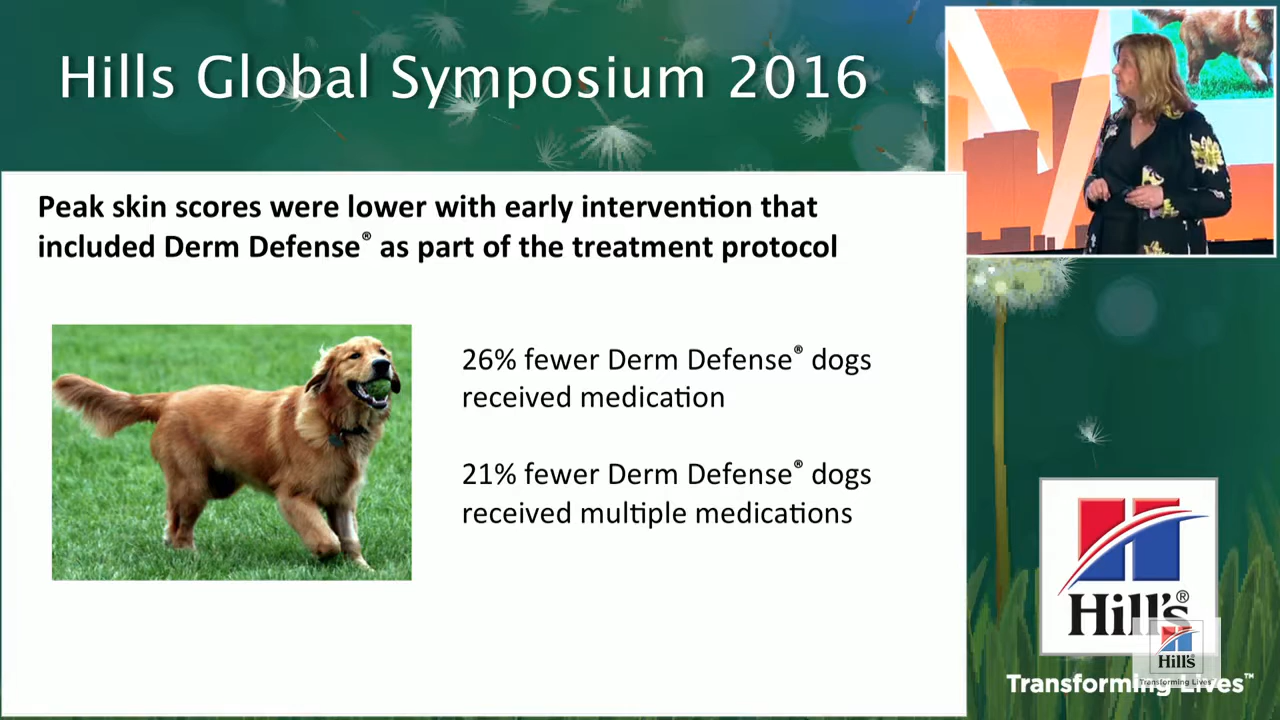 Hills Global Symposium 2016
Peak skin scores were lower with early intervention that
included Derm Defense® as part of the treatment protocol
26% fewer Derm Defense® dogs
received medication
21% fewer Derm Defense® dogs
received multiple medications
Hill's®
Hill's
Transforming Lives™
Transforming Lives™